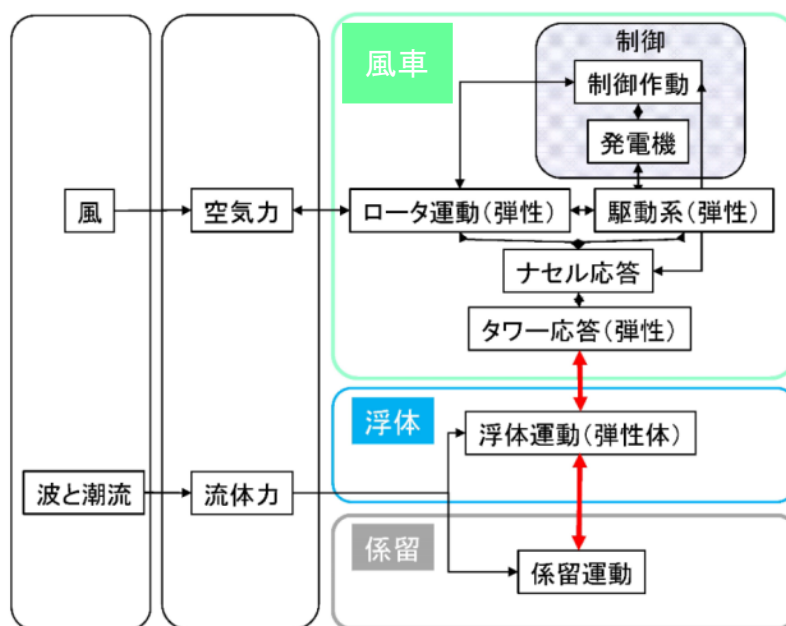 風車
制御
制御作動
発電機
風
空気力
ロータ運動(弾性)
駆動系(弾性)
ナセル応答
タワー応答(弾性)
浮体
浮体運動(弾性体)
波と潮流
流体力
係留
係留運動